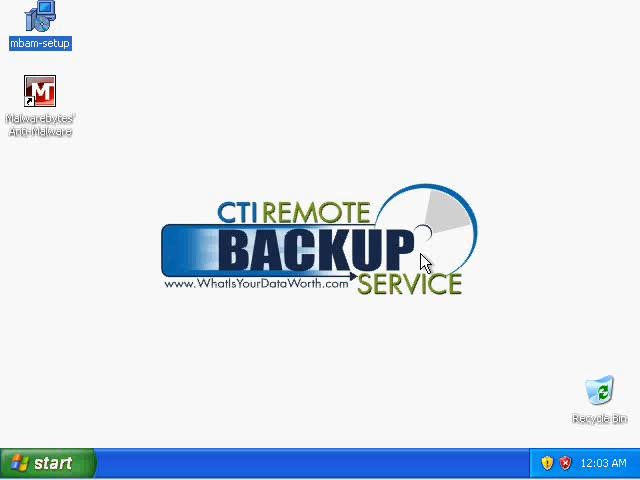 mbam-setup
Malwarebytes'
Anti-Malware
CTI REMOTE
BACKUP
SERVICE
www.WhatIsYourDataWorth.com
Recycle Bin
start
12:03 AM